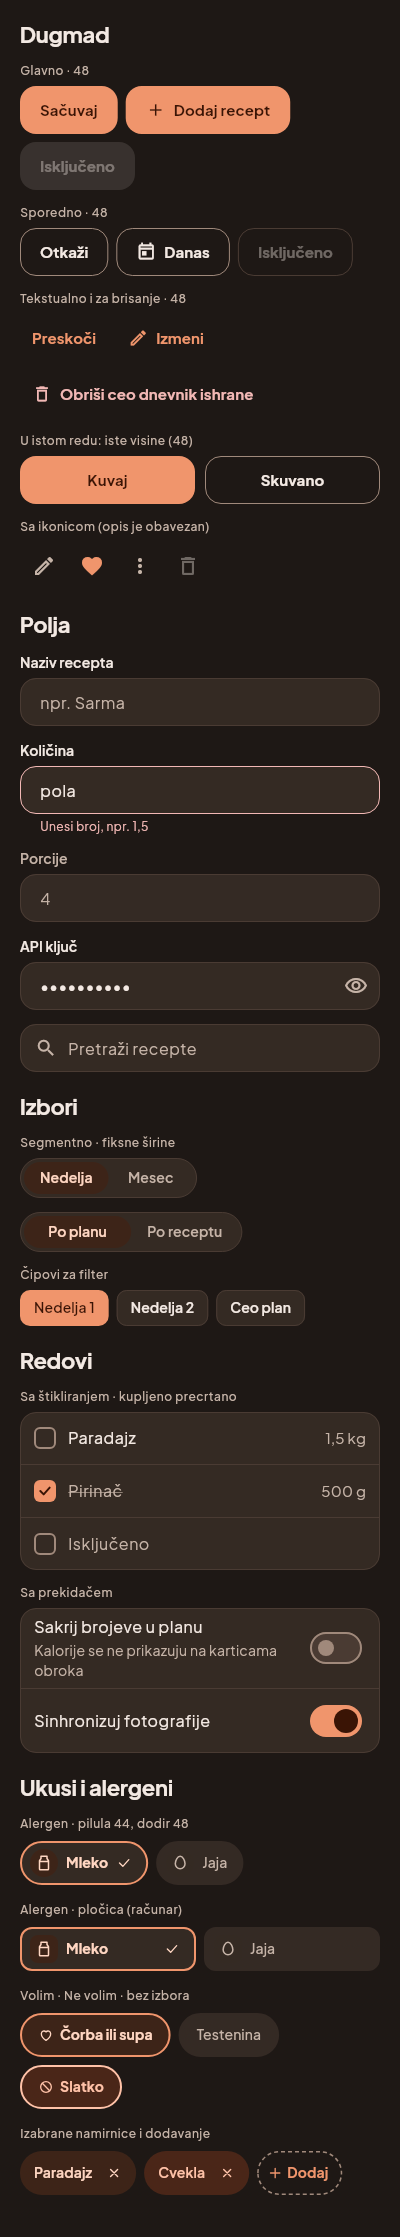 Dugmad
Glavno · 48
Sačuvaj
Dodaj recept
Isključeno
Sporedno · 48
Otkaži
Danas
Isključeno
Tekstualno i za brisanje · 48
Preskoči
Izmeni
Obriši ceo dnevnik ishrane
U istom redu: iste visine (48)
Kuvaj
Skuvano
Sa ikonicom (opis je obavezan)
Polja
Naziv recepta
npr. Sarma
Količina
pola
Unesi broj, npr. 1,5
Porcije
4
API ključ
••••••••••
Pretraži recepte
Izbori
Segmentno · fiksne širine
Nedelja
Mesec
Po planu
Po receptu
Čipovi za filter
Nedelja 1
Nedelja 2
Ceo plan
Redovi
Sa štikliranjem · kupljeno precrtano
Paradajz
1,5 kg
Pirinač
500 g
Isključeno
Sa prekidačem
Sakrij brojeve u planu
Kalorije se ne prikazuju na karticama
obroka
Sinhronizuj fotografije
Ukusi i alergeni
Alergen · pilula 44, dodir 48
Mleko
Jaja
Alergen · pločica (računar)
Mleko
Jaja
Volim · Ne volim · bez izbora
Čorba ili supa
Testenina
Slatko
Izabrane namirnice i dodavanje
Paradajz
Cvekla
Dodaj